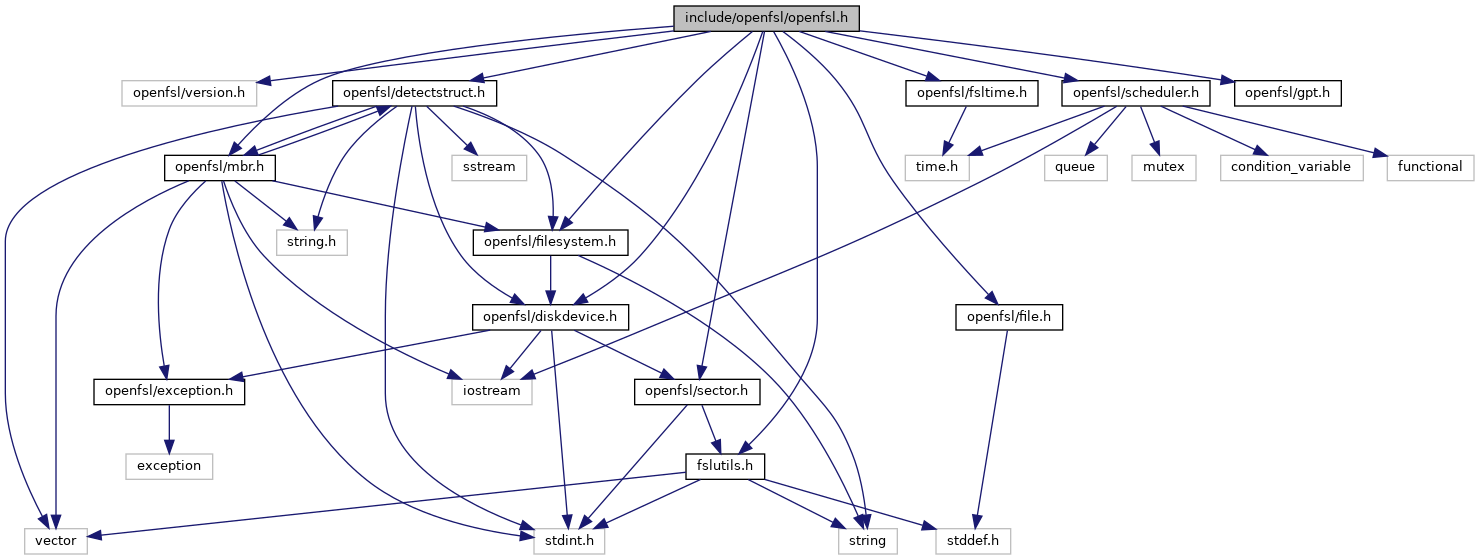 include/openfsl/openfsl.h
openfsl/version.h
openfsl/detectstruct.h
openfsl/fsltime.h
openfsl/scheduler.h
openfsl/gpt.h
openfsl/mbr.h
sstream
time.h
queue
mutex
condition_variable
functional
string.h
openfsl/filesystem.h
openfsl/diskdevice.h
openfsl/file.h
openfsl/exception.h
iostream
openfsl/sector.h
exception
fslutils.h
vector
stdint.h
string
stddef.h